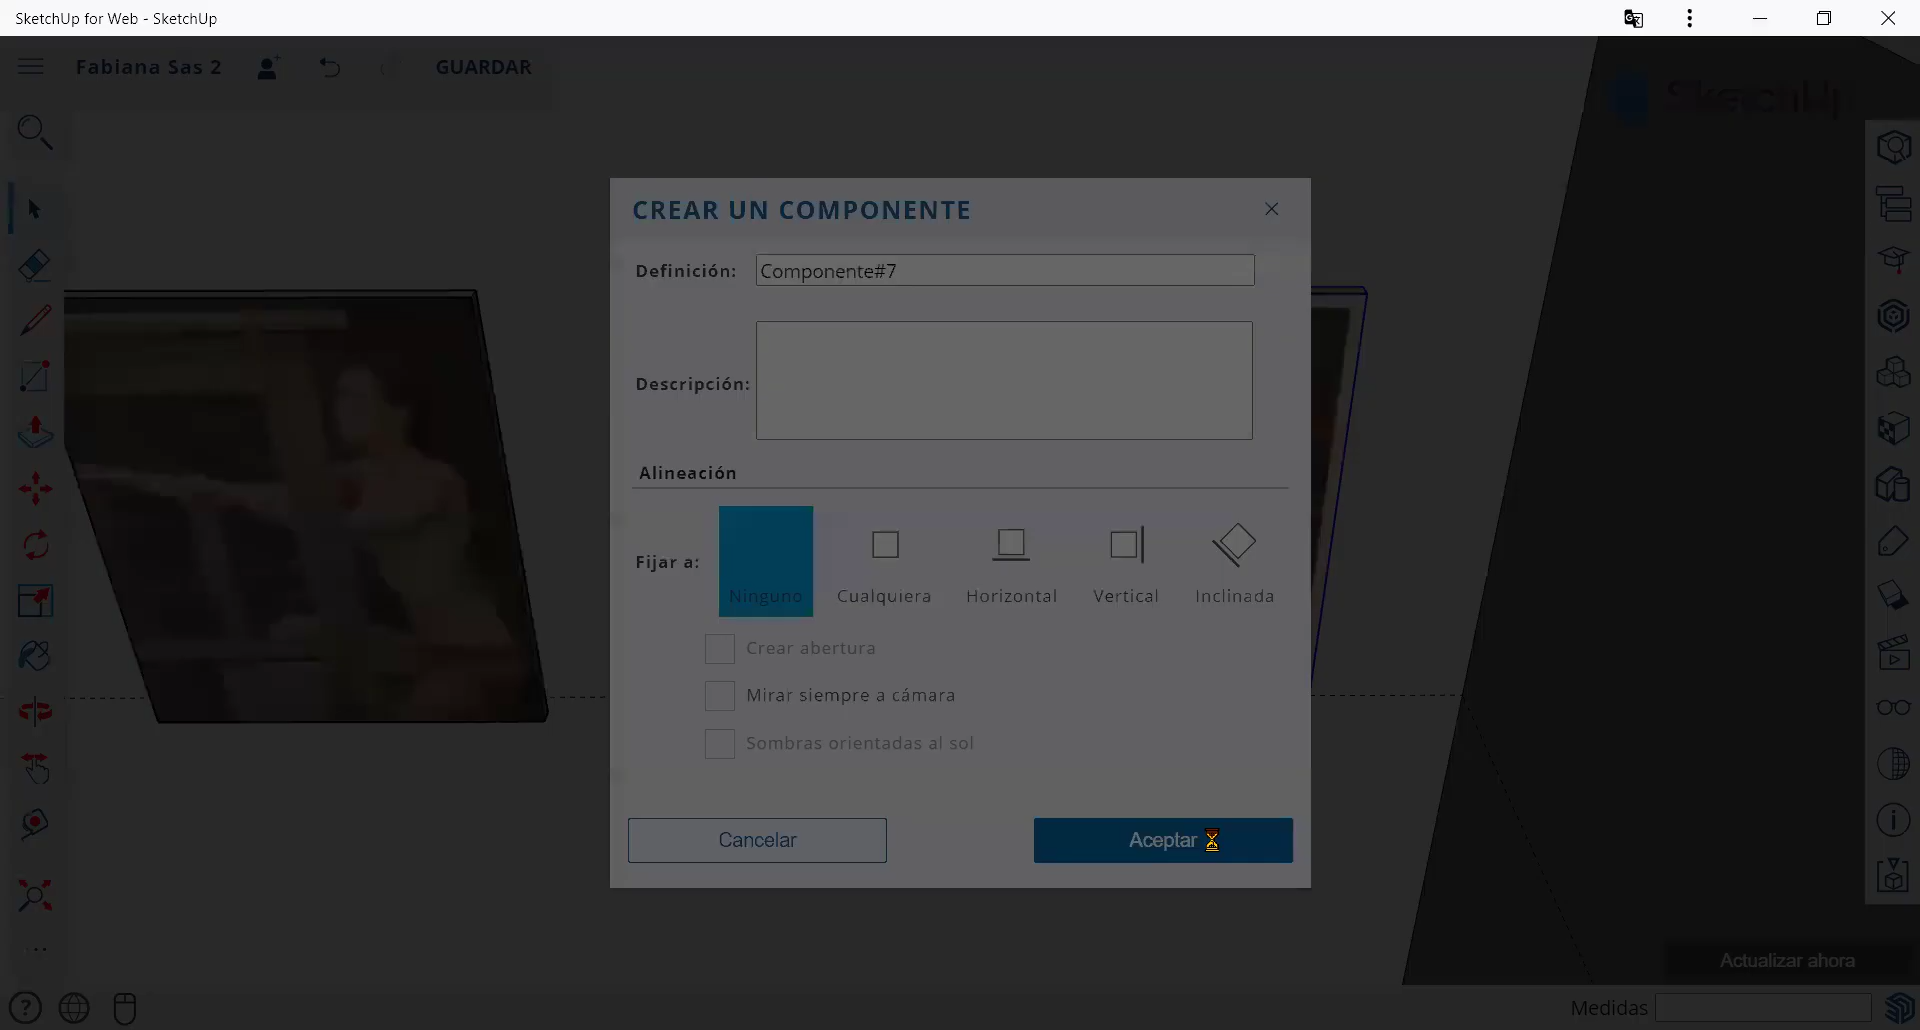 SketchUp for Web - SketchUp
Fabiana Sas 2
GUARDAR
SketchUp
CREAR UN COMPONENTE
Definición:
Componente#7
Descripción:
Alineación
Fijar a:
Ninguno
Cualquiera
Horizontal
Vertical
Inclinada
Crear abertura
Mirar siempre a cámara
Sombras orientadas al sol
Cancelar
Aceptar
Actualizar ahora
Medidas